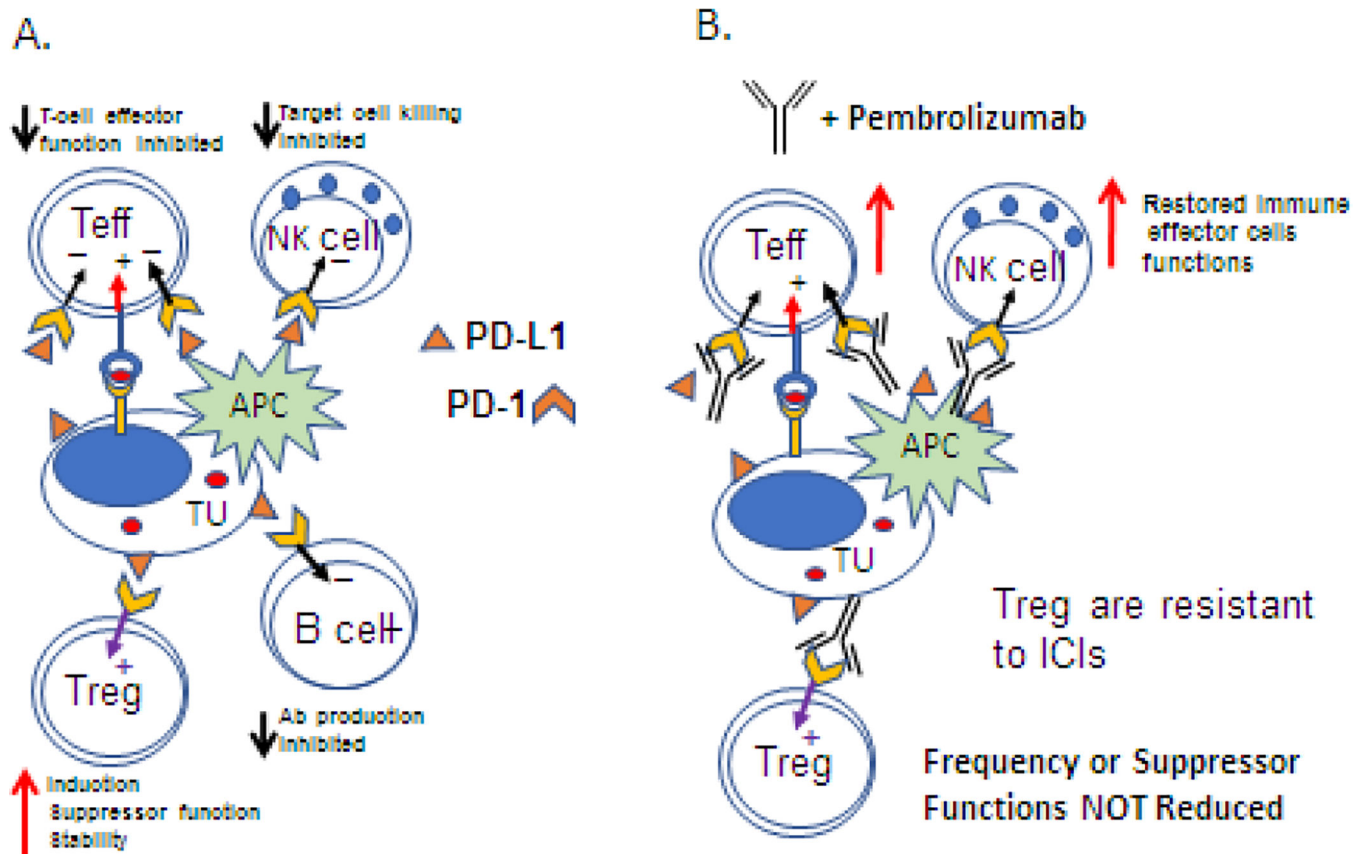 A.
T-cell effector
function inhibited
Target cell killing
inhibited
Teff
− + −
NK cell
−
PD-L1
PD-1
APC
TU
−
B cell+
+
Treg
Ab production
inhibited
Induction
Suppressor function
Stability
B.
+ Pembrolizumab
Teff
+
NK cell
Restored immune
effector cells
functions
APC
TU
Treg are resistant
to ICIs
+
Treg
Frequency or Suppressor
Functions NOT Reduced